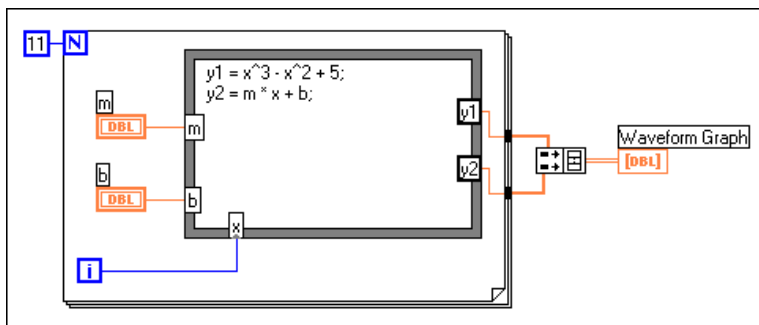 11 N
y1 = x^3 - x^2 + 5;
y2 = m * x + b;
m
DBL
m
y1
Waveform Graph
[DBL]
b
DBL
b
y2
x
i